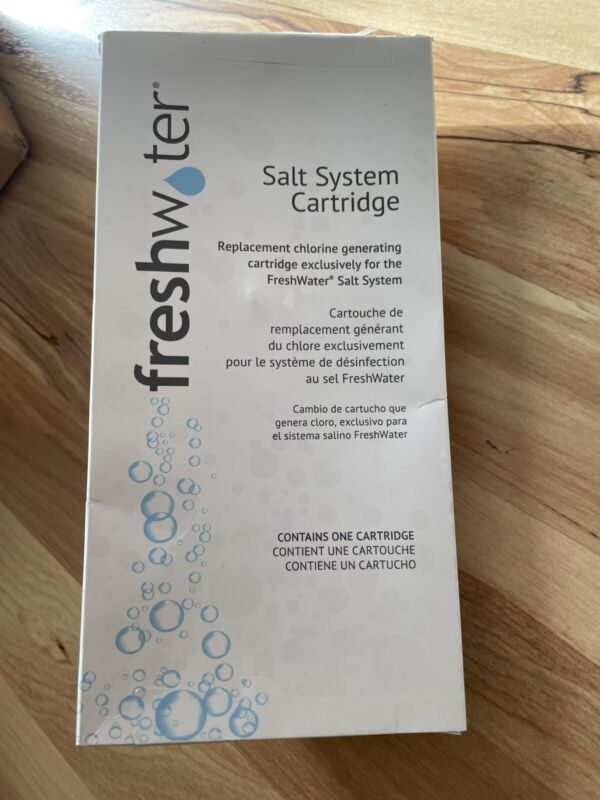 freshwater®
Salt System
Cartridge
Replacement chlorine generating
cartridge exclusively for the
FreshWater® Salt System
Cartouche de
remplacement générant
du chlore exclusivement
pour le système de désinfection
au sel FreshWater
Cambio de cartucho que
genera cloro, exclusivo para
el sistema salino FreshWater
CONTAINS ONE CARTRIDGE
CONTIENT UNE CARTOUCHE
CONTIENE UN CARTUCHO